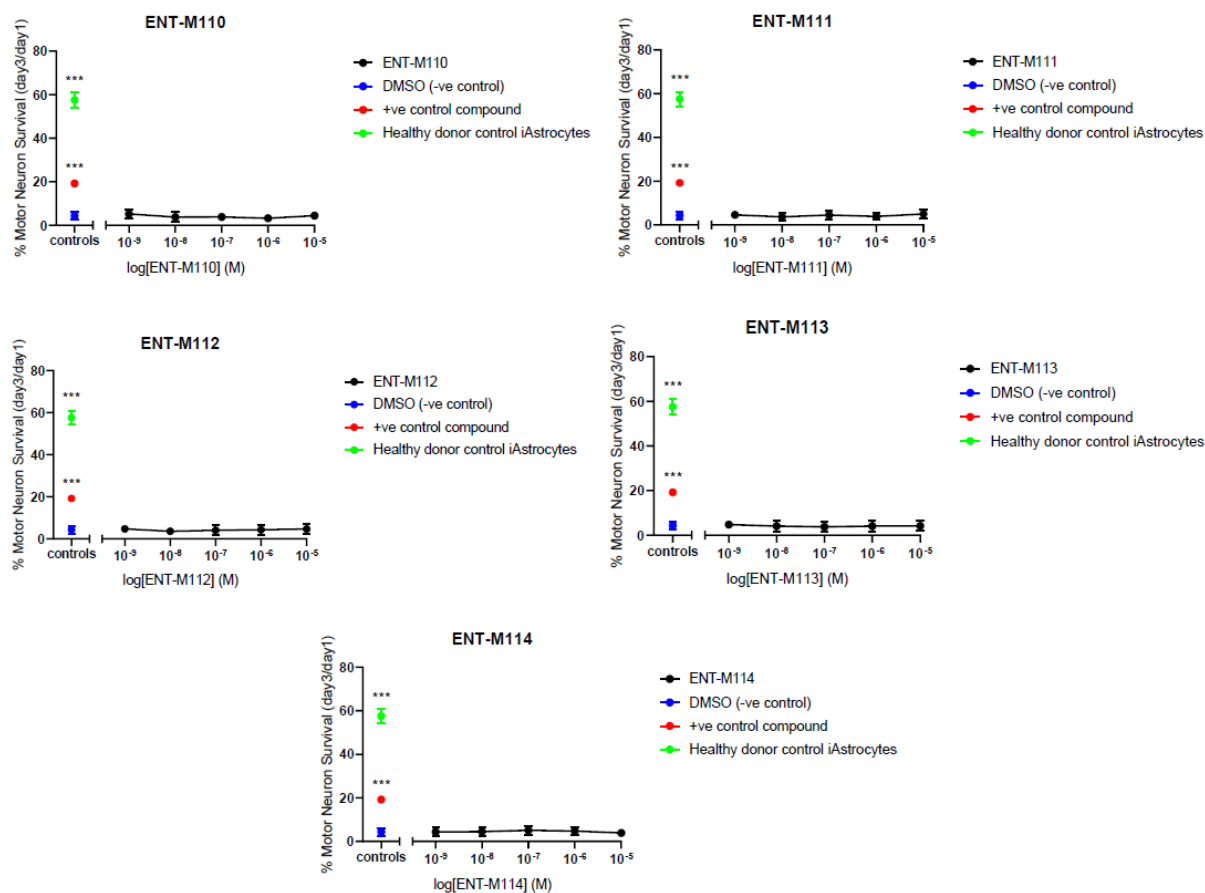 ENT-M110
% Motor Neuron Survival (day3/day1)
80
60
40
20
0
***
***
controls
10⁻⁹ 10⁻⁸ 10⁻⁷ 10⁻⁶ 10⁻⁵
log[ENT-M110] (M)
ENT-M110
DMSO (-ve control)
+ve control compound
Healthy donor control iAstrocytes
ENT-M111
% Motor Neuron Survival (day3/day1)
80
60
40
20
0
***
***
controls
10⁻⁹ 10⁻⁸ 10⁻⁷ 10⁻⁶ 10⁻⁵
log[ENT-M111] (M)
ENT-M111
DMSO (-ve control)
+ve control compound
Healthy donor control iAstrocytes
ENT-M112
% Motor Neuron Survival (day3/day1)
80
60
40
20
0
***
***
controls
10⁻⁹ 10⁻⁸ 10⁻⁷ 10⁻⁶ 10⁻⁵
log[ENT-M112] (M)
ENT-M112
DMSO (-ve control)
+ve control compound
Healthy donor control iAstrocytes
ENT-M113
% Motor Neuron Survival (day3/day1)
80
60
40
20
0
***
***
controls
10⁻⁹ 10⁻⁸ 10⁻⁷ 10⁻⁶ 10⁻⁵
log[ENT-M113] (M)
ENT-M113
DMSO (-ve control)
+ve control compound
Healthy donor control iAstrocytes
ENT-M114
% Motor Neuron Survival (day3/day1)
80
60
40
20
0
***
***
controls
10⁻⁹ 10⁻⁸ 10⁻⁷ 10⁻⁶ 10⁻⁵
log[ENT-M114] (M)
ENT-M114
DMSO (-ve control)
+ve control compound
Healthy donor control iAstrocytes